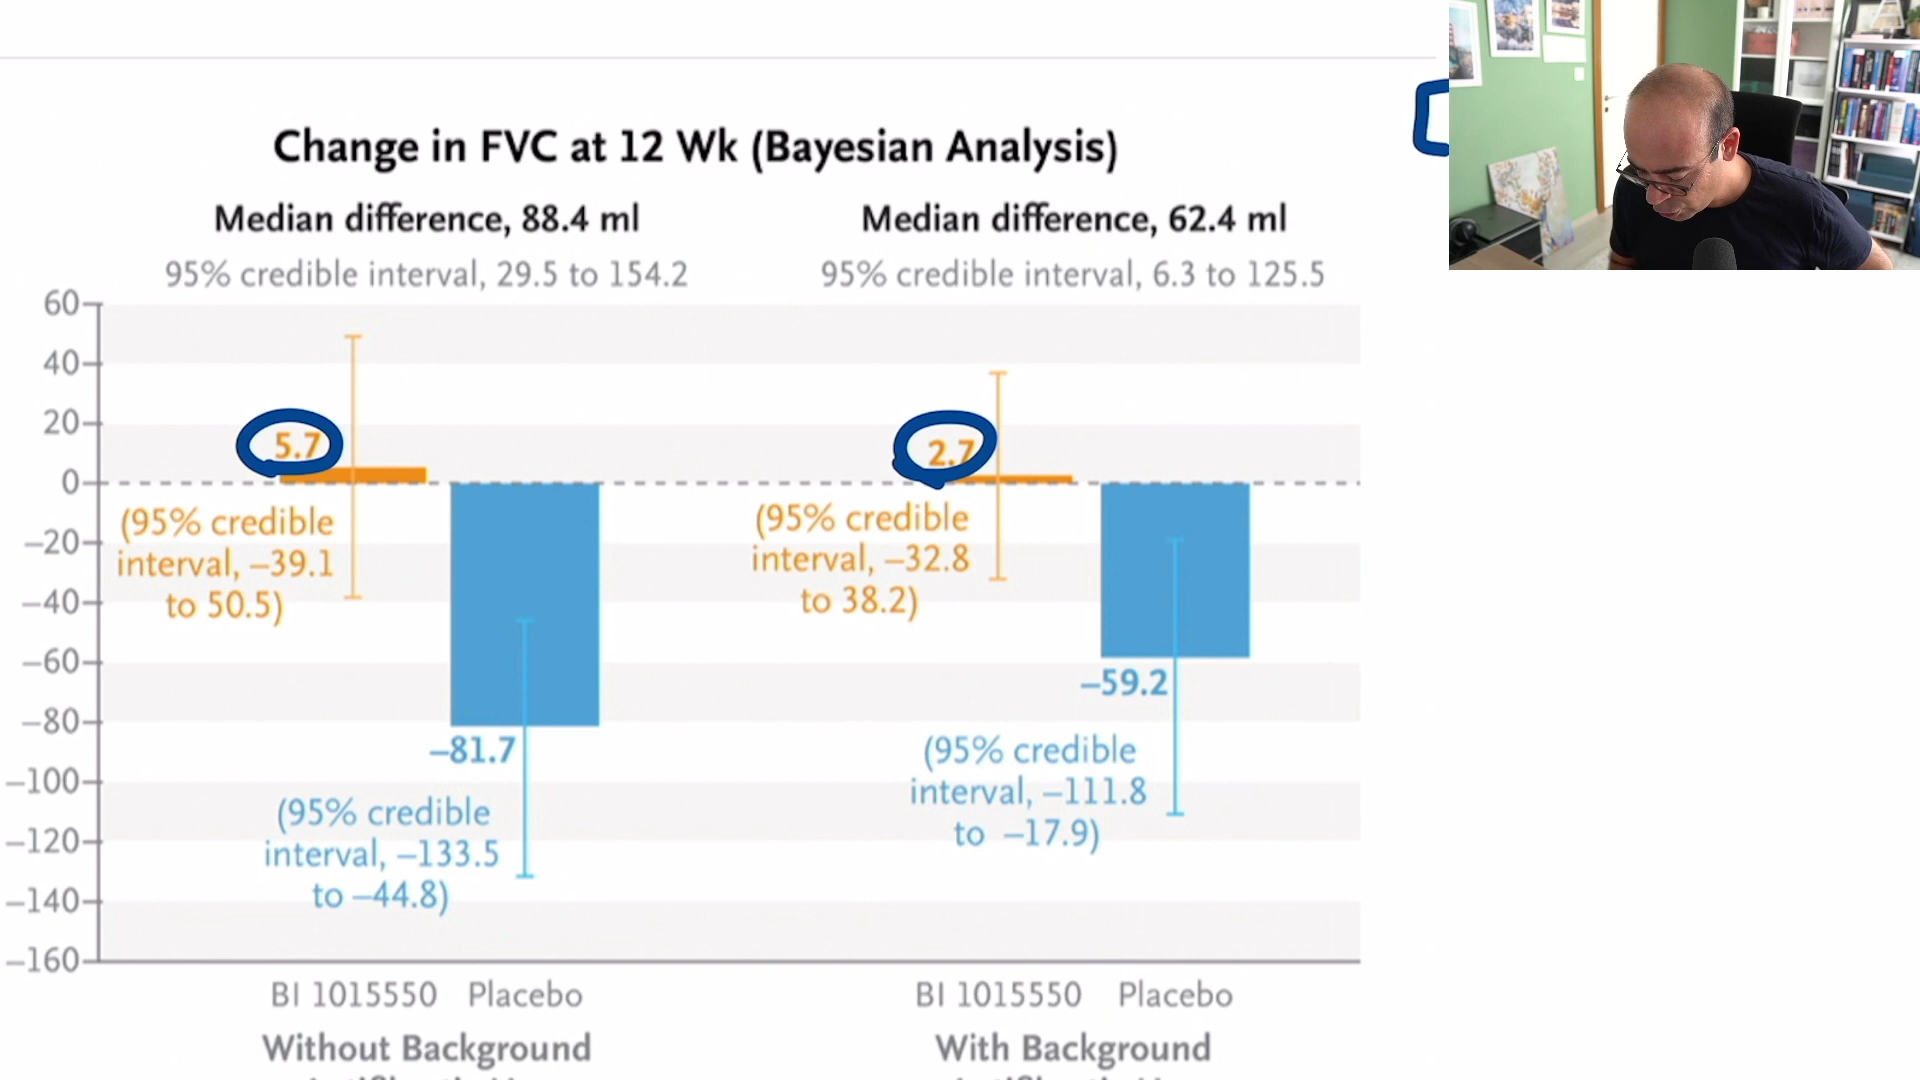 Change in FVC at 12 Wk (Bayesian Analysis)
Median difference, 88.4 ml
95% credible interval, 29.5 to 154.2
Median difference, 62.4 ml
95% credible interval, 6.3 to 125.5
60
40
20
0
–20
–40
–60
–80
–100
–120
–140
–160
5.7
(95% credible
interval, –39.1
to 50.5)
–81.7
(95% credible
interval, –133.5
to –44.8)
2.7
(95% credible
interval, –32.8
to 38.2)
–59.2
(95% credible
interval, –111.8
to –17.9)
BI 1015550 Placebo
Without Background
BI 1015550 Placebo
With Background